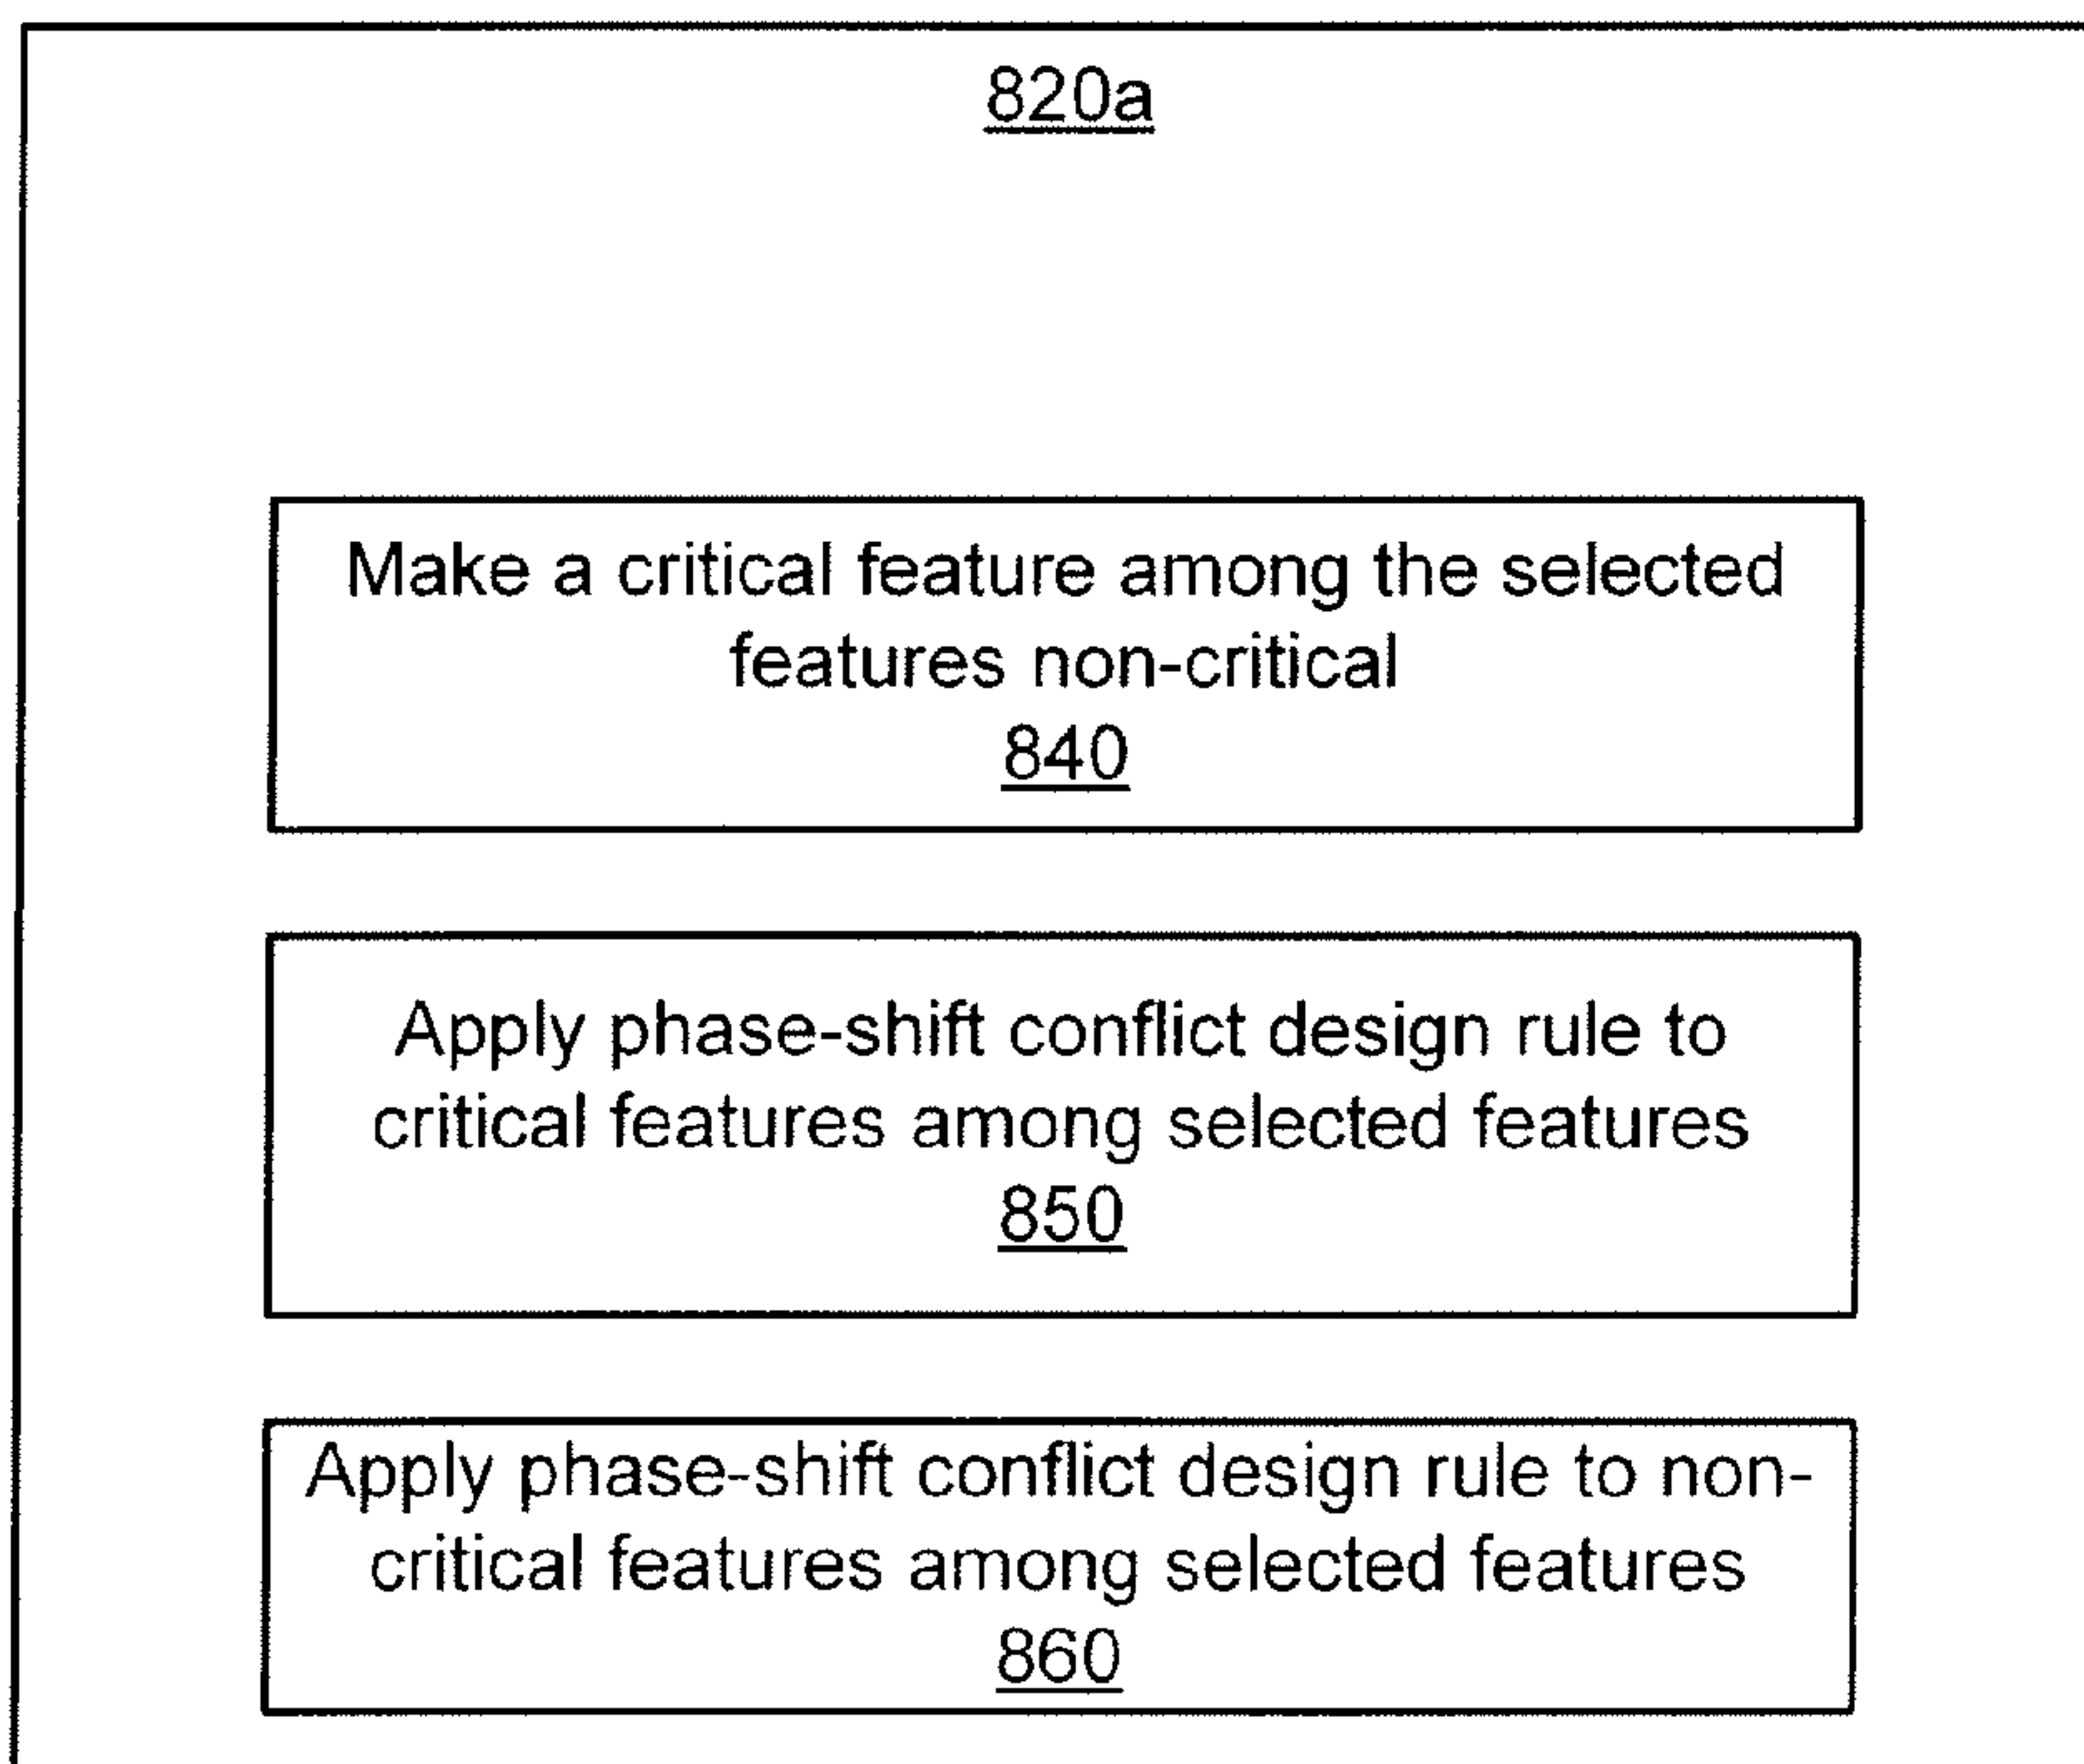 820a
Make a critical feature among the selected
features non-critical
840
Apply phase-shift conflict design rule to
critical features among selected features
850
Apply phase-shift conflict design rule to non-
critical features among selected features
860